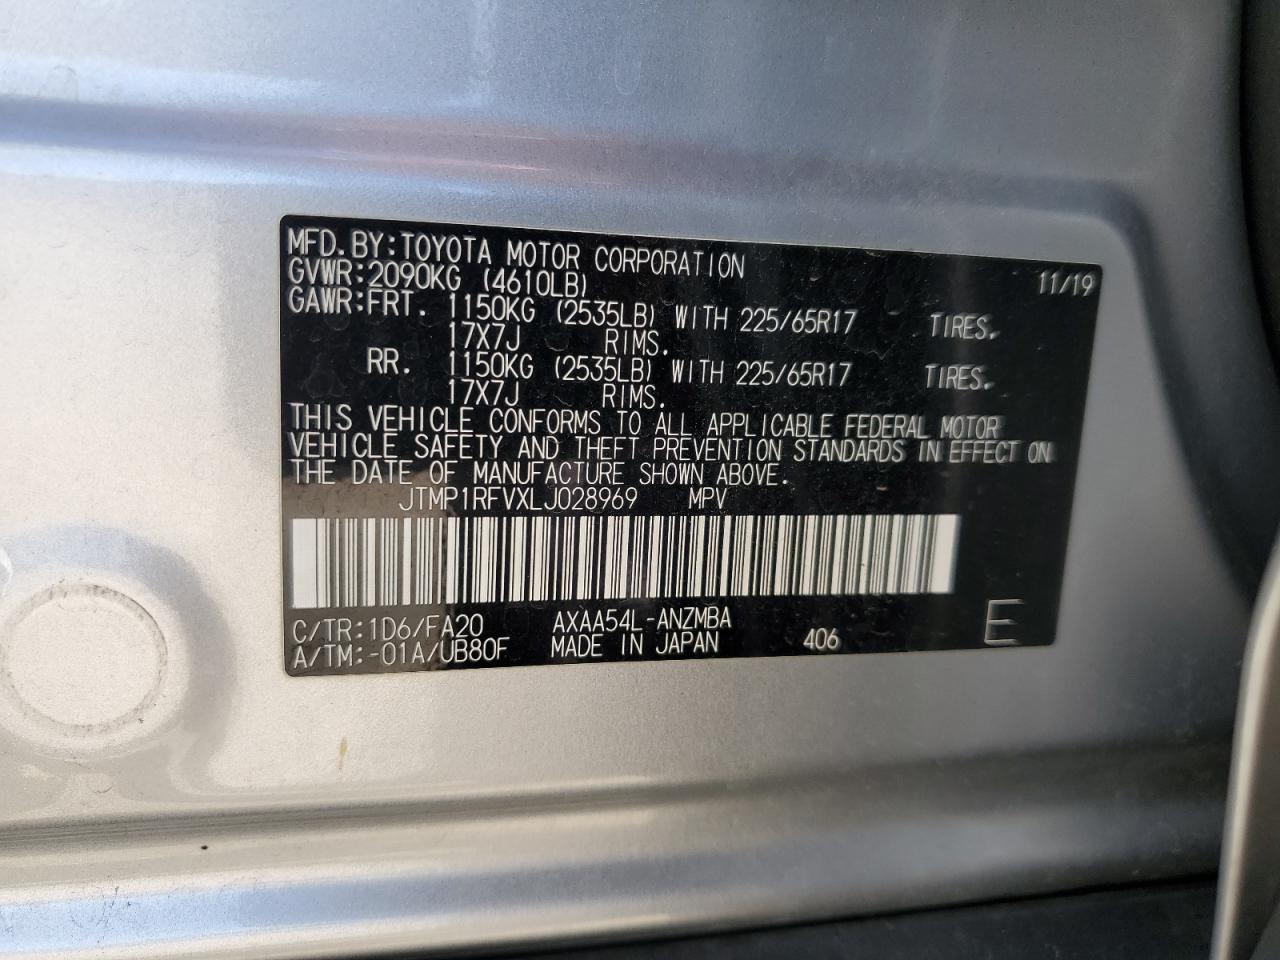 MFD.BY:TOYOTA MOTOR CORPORATION 11/19
GVWR:2090KG (4610LB)
GAWR:FRT. 1150KG (2535LB) WITH 225/65R17 TIRES.
17X7J RIMS.
RR. 1150KG (2535LB) WITH 225/65R17 TIRES.
17X7J RIMS.
THIS VEHICLE CONFORMS TO ALL APPLICABLE FEDERAL MOTOR
VEHICLE SAFETY AND THEFT PREVENTION STANDARDS IN EFFECT ON
THE DATE OF MANUFACTURE SHOWN ABOVE.
JTMP1RFVXLJ028969 MPV
C/TR:1D6/FA20 AXAA54L-ANZMBA
A/TM:-01A/UB80F MADE IN JAPAN 406 E